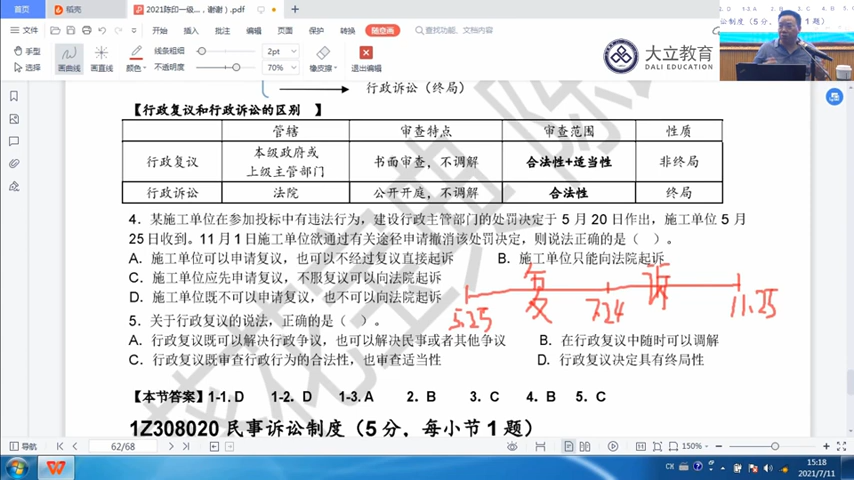 首页
稻壳
2021陈印一级...，谢谢）.pdf
文件
开始
插入
批注
编辑
页面
保护
转换
随您画
查找功能、文档内容
手型
选择
画曲线
画直线
线条粗细
2pt
颜色
不透明度
70%
橡皮擦
退出编辑
大立教育
DALI EDUCATION
行政诉讼（终局）
【行政复议和行政诉讼的区别 】
管辖 审查特点 审查范围 性质
行政复议 本级政府或上级主管部门 书面审查，不调解 合法性+适当性 非终局
行政诉讼 法院 公开开庭，不调解 合法性 终局
4．某施工单位在参加投标中有违法行为，建设行政主管部门的处罚决定于 5 月 20 日作出，施工单位 5 月
25 日收到。11 月 1 日施工单位欲通过有关途径申请撤消该处罚决定，则说法正确的是（ ）。
A．施工单位可以申请复议，也可以不经过复议直接起诉 B．施工单位只能向法院起诉
C．施工单位应先申请复议，不服复议可以向法院起诉
D．施工单位既不可以申请复议，也不可以向法院起诉
5.25 复 7.24 诉 11.25
5．关于行政复议的说法，正确的是（ ）。
A．行政复议既可以解决行政争议，也可以解决民事或者其他争议 B．在行政复议中随时可以调解
C．行政复议既审查行政行为的合法性，也审查适当性 D．行政复议决定具有终局性
【本节答案】1-1. D 1-2. D 1-3. A 2. B 3. C 4. B 5. C
1Z308020 民事诉讼制度（5 分，每小节 1 题）
导航
62/68
150%
15:18
2021/7/11